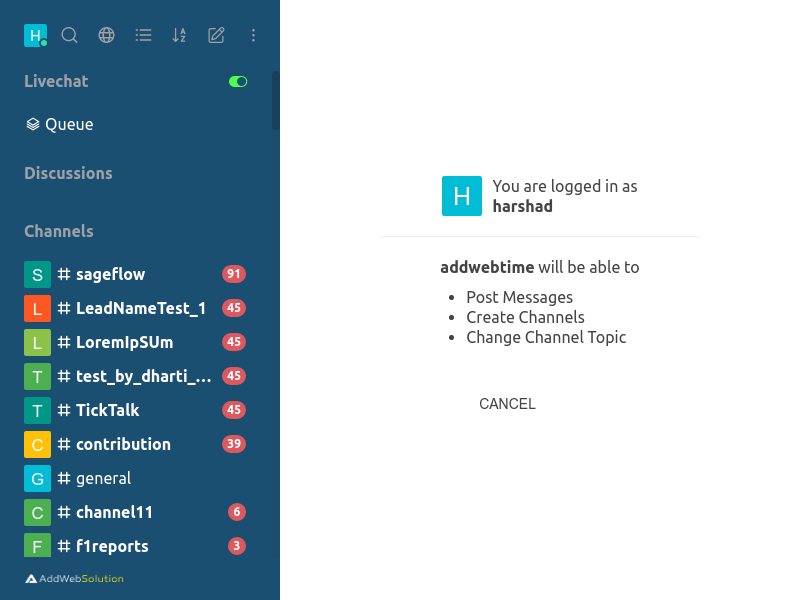 H
Livechat
Queue
Discussions
Channels
S # sageflow 91
L # LeadNameTest_1 45
L # LoremIpSUm 45
T # test_by_dharti_... 45
T # TickTalk 45
C # contribution 39
G # general
C # channel11 6
F # f1reports 3
AddWebSolution
H
You are logged in as
harshad
addwebtime will be able to
• Post Messages
• Create Channels
• Change Channel Topic
CANCEL